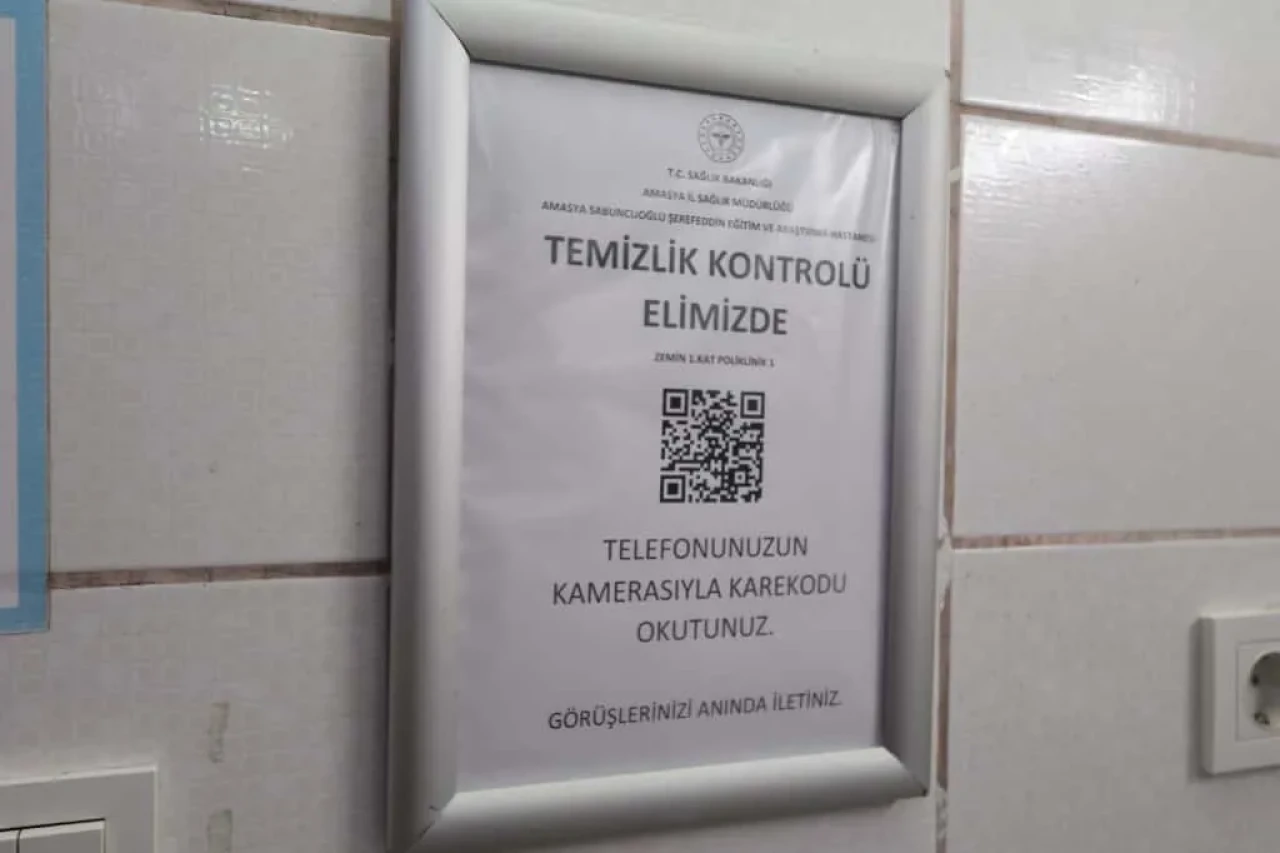 T.C. SAĞLIK BAKANLIĞI
AMASYA İL SAĞLIK MÜDÜRLÜĞÜ
AMASYA SABUNCUOĞLU ŞEREFEDDİN EĞİTİM VE ARAŞTIRMA HASTANESİ
TEMİZLİK KONTROLÜ
ELİMİZDE
ZEMİN 1.KAT POLİKLİNİK 1
TELEFONUNUZUN
KAMERASIYLA KAREKODU
OKUTUNUZ.
GÖRÜŞLERİNİZİ ANINDA İLETİNİZ.